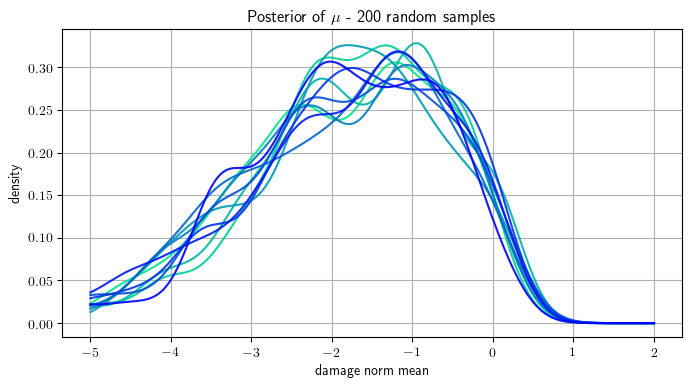 Posterior of μ - 200 random samples
density
0.30
0.25
0.20
0.15
0.10
0.05
0.00
−5 −4 −3 −2 −1 0 1 2
damage norm mean